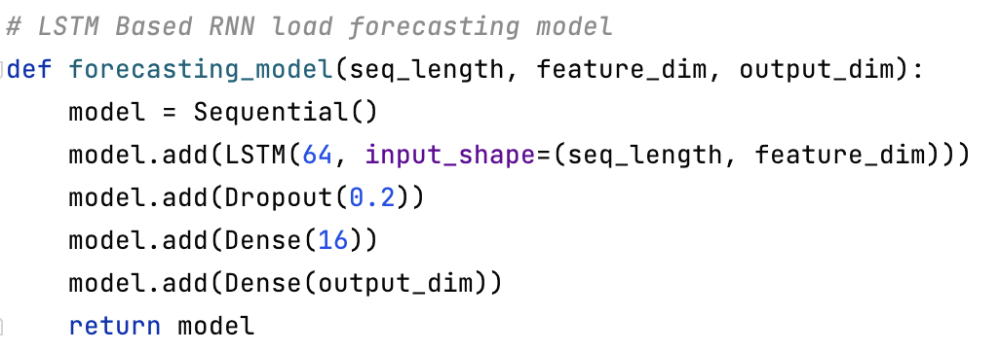 # LSTM Based RNN load forecasting model
def forecasting_model(seq_length, feature_dim, output_dim):
    model = Sequential()
    model.add(LSTM(64, input_shape=(seq_length, feature_dim)))
    model.add(Dropout(0.2))
    model.add(Dense(16))
    model.add(Dense(output_dim))
    return model